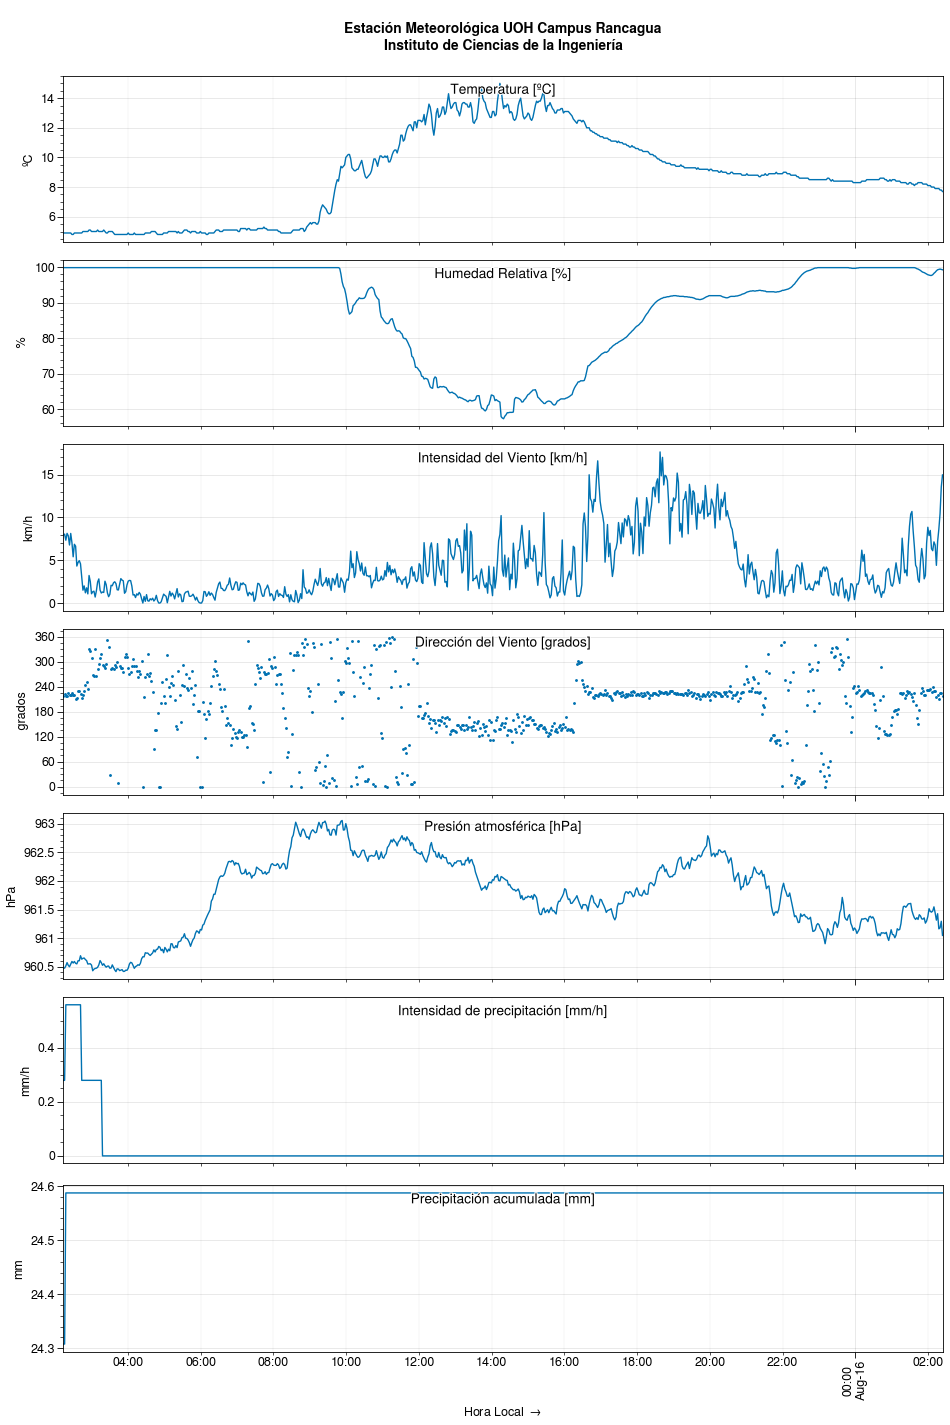 Estación Meteorológica UOH Campus Rancagua
Instituto de Ciencias de la Ingeniería
Temperatura [ºC]
14
12
10
8
6
ºC
Humedad Relativa [%]
100
90
80
70
60
%
Intensidad del Viento [km/h]
15
10
5
0
km/h
Dirección del Viento [grados]
360
300
240
180
120
60
0
grados
Presión atmosférica [hPa]
963
962.5
962
961.5
961
960.5
hPa
Intensidad de precipitación [mm/h]
0.4
0.2
0
mm/h
Precipitación acumulada [mm]
24.6
24.5
24.4
24.3
mm
04:00 06:00 08:00 10:00 12:00 14:00 16:00 18:00 20:00 22:00 00:00 02:00
Aug-16
Hora Local →